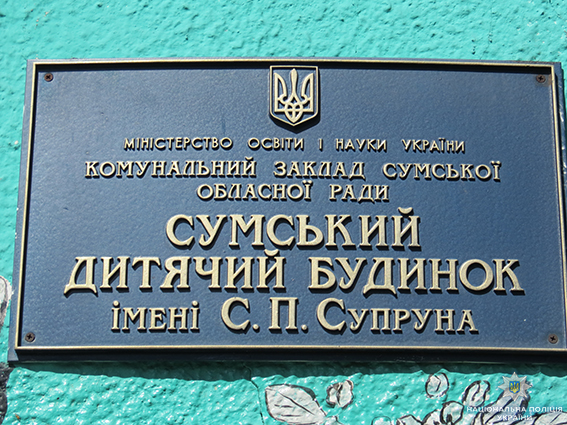 МІНІСТЕРСТВО ОСВІТИ І НАУКИ УКРАЇНИ
КОМУНАЛЬНИЙ ЗАКЛАД СУМСЬКОЇ
ОБЛАСНОЇ РАДИ
СУМСЬКИЙ
ДИТЯЧИЙ БУДИНОК
ІМЕНІ С. П. СУПРУНА
НАЦІОНАЛЬНА ПОЛІЦІЯ
УКРАЇНИ